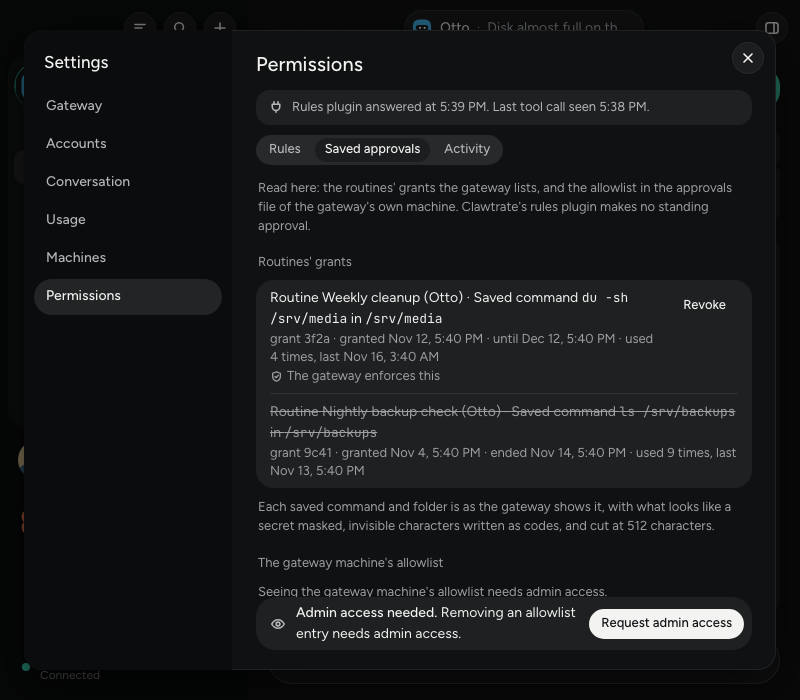 Otto · Disk almost full on th
Settings
Gateway
Accounts
Conversation
Usage
Machines
Permissions
Permissions
Rules plugin answered at 5:39 PM. Last tool call seen 5:38 PM.
Rules Saved approvals Activity
Read here: the routines' grants the gateway lists, and the allowlist in the approvals
file of the gateway's own machine. Clawtrate's rules plugin makes no standing
approval.
Routines' grants
Routine Weekly cleanup (Otto) · Saved command du -sh
/srv/media in /srv/media
Revoke
grant 3f2a · granted Nov 12, 5:40 PM · until Dec 12, 5:40 PM · used
4 times, last Nov 16, 3:40 AM
The gateway enforces this
Routine Nightly backup check (Otto) · Saved command ls /srv/backups
in /srv/backups
grant 9c41 · granted Nov 4, 5:40 PM · ended Nov 14, 5:40 PM · used 9 times, last
Nov 13, 5:40 PM
Each saved command and folder is as the gateway shows it, with what looks like a
secret masked, invisible characters written as codes, and cut at 512 characters.
The gateway machine's allowlist
Seeing the gateway machine's allowlist needs admin access.
Admin access needed. Removing an allowlist
entry needs admin access.
Request admin access
Connected